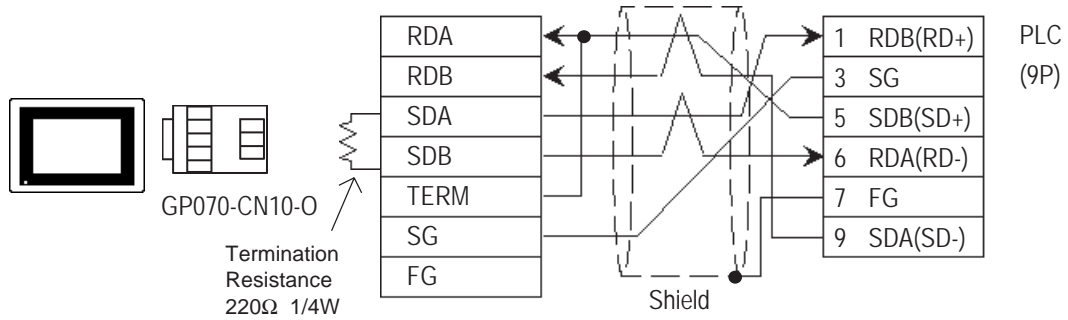 RDA
RDB
SDA
SDB
TERM
SG
FG
1 RDB(RD+)
3 SG
5 SDB(SD+)
6 RDA(RD-)
7 FG
9 SDA(SD-)
PLC
(9P)
GP070-CN10-O
Termination
Resistance
220Ω 1/4W
Shield